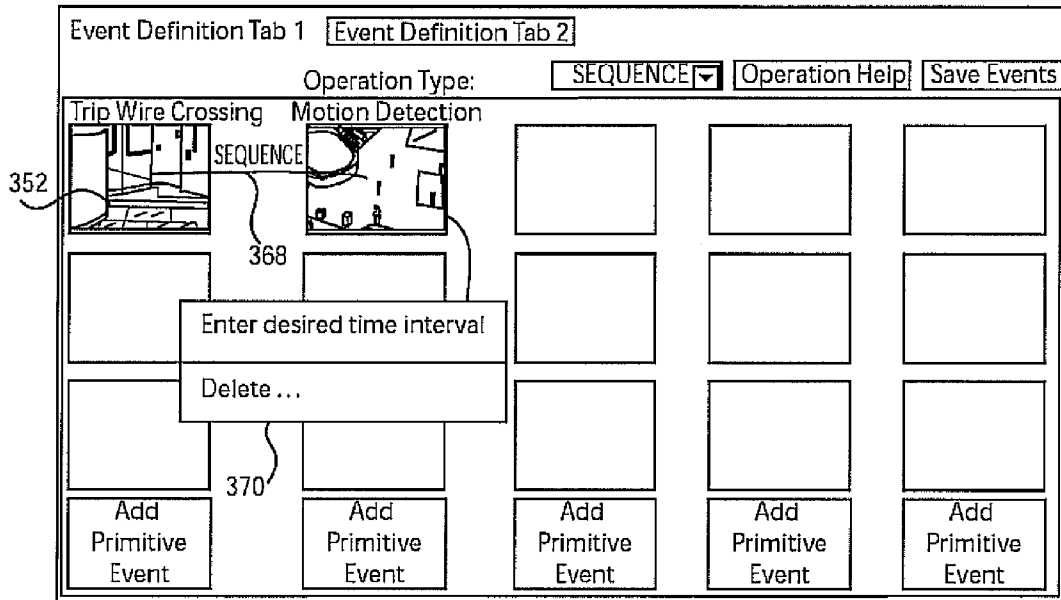 Event Definition Tab 1 Event Definition Tab 2
Operation Type: SEQUENCE Operation Help Save Events
Trip Wire Crossing Motion Detection
SEQUENCE
352
368
Enter desired time interval
Delete ...
370
Add Primitive Event
Add Primitive Event
Add Primitive Event
Add Primitive Event
Add Primitive Event